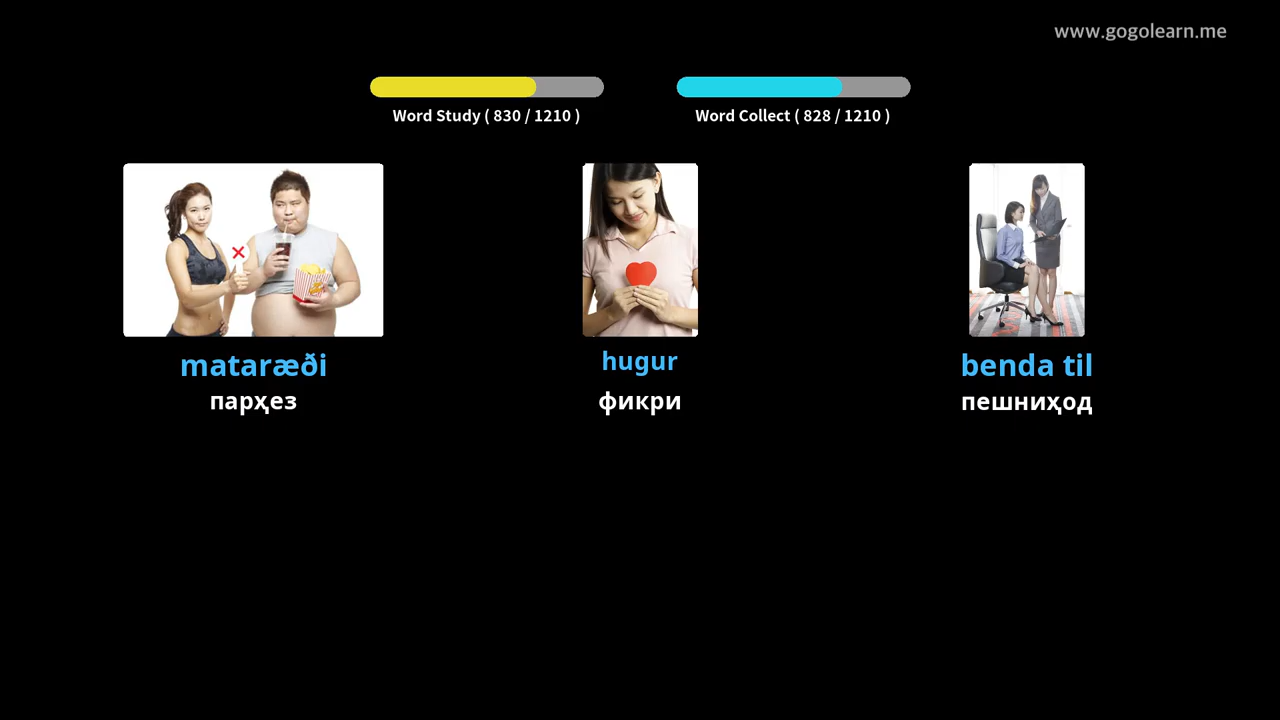 www.gogolearn.me
Word Study ( 830 / 1210 )
Word Collect ( 828 / 1210 )
mataræði
парҳез
hugur
фикри
benda til
пешниҳод